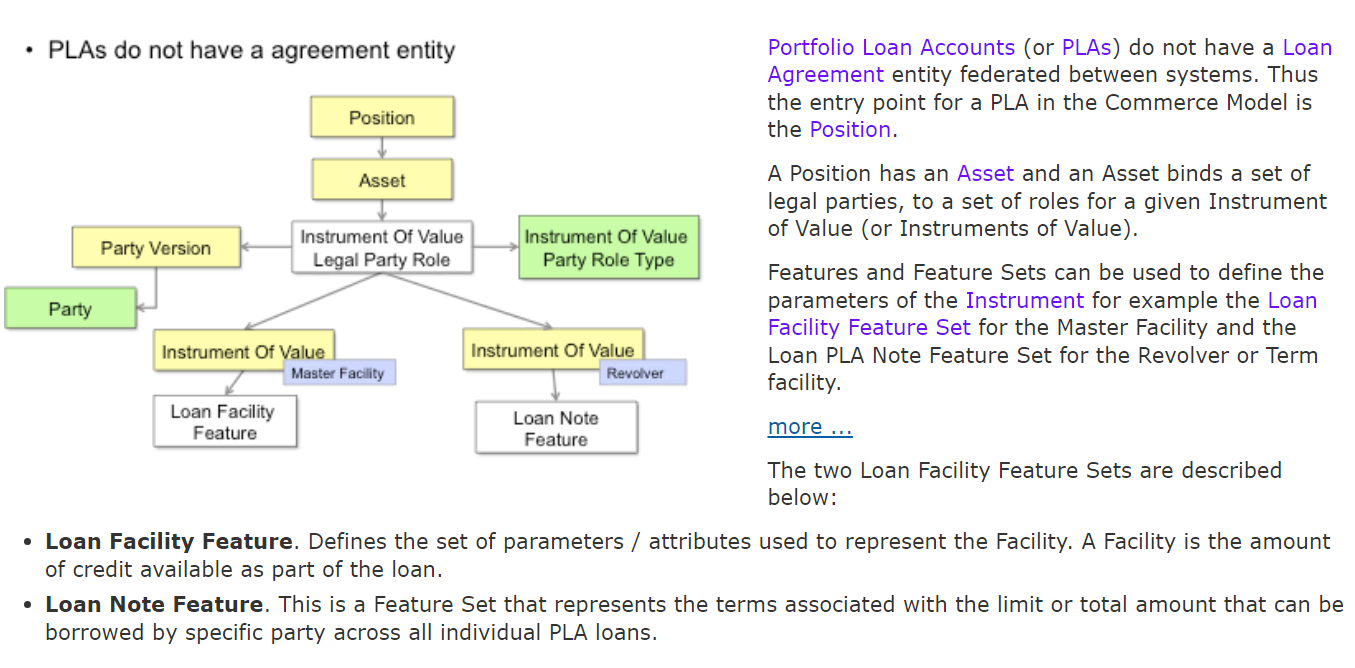 • PLAs do not have a agreement entity
Position
Asset
Party Version
Instrument Of Value
Legal Party Role
Instrument Of Value
Party Role Type
Party
Instrument Of Value
Master Facility
Instrument Of Value
Revolver
Loan Facility
Feature
Loan Note
Feature
Portfolio Loan Accounts (or PLAs) do not have a Loan
Agreement entity federated between systems. Thus
the entry point for a PLA in the Commerce Model is
the Position.
A Position has an Asset and an Asset binds a set of
legal parties, to a set of roles for a given Instrument
of Value (or Instruments of Value).
Features and Feature Sets can be used to define the
parameters of the Instrument for example the Loan
Facility Feature Set for the Master Facility and the
Loan PLA Note Feature Set for the Revolver or Term
facility.
more ...
The two Loan Facility Feature Sets are described
below:
• Loan Facility Feature. Defines the set of parameters / attributes used to represent the Facility. A Facility is the amount
of credit available as part of the loan.
• Loan Note Feature. This is a Feature Set that represents the terms associated with the limit or total amount that can be
borrowed by specific party across all individual PLA loans.